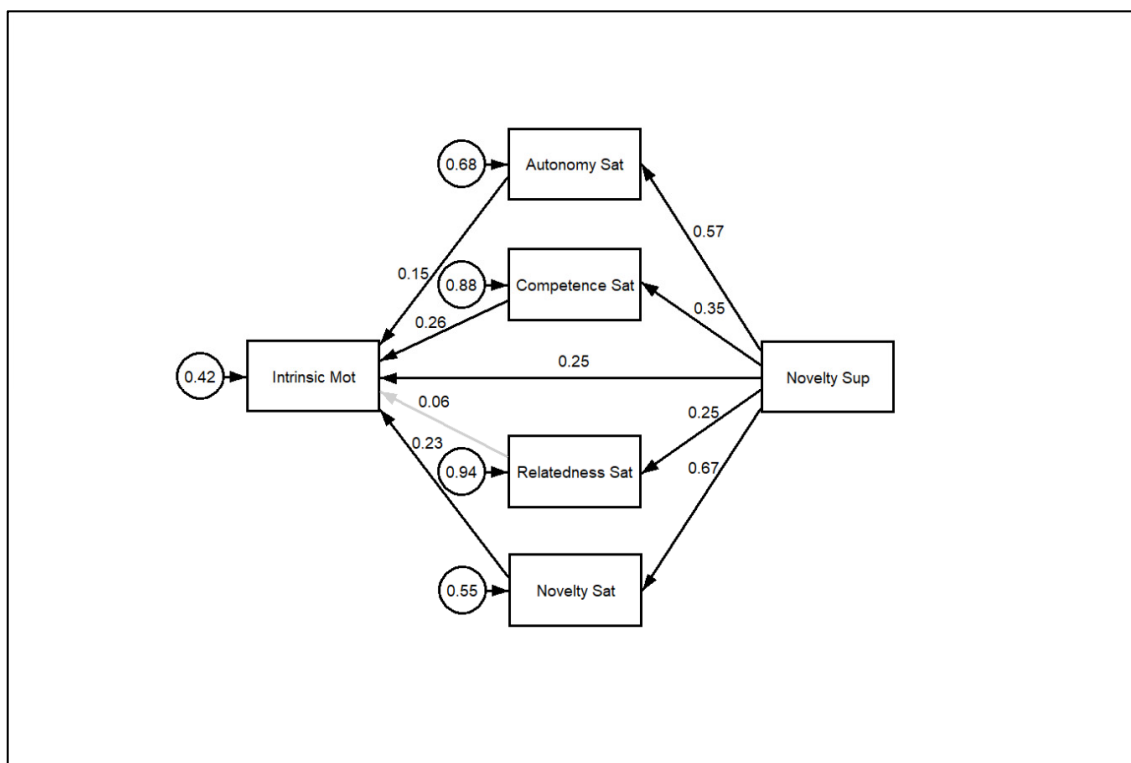 0.68
Autonomy Sat
0.57
0.15
0.88
Competence Sat
0.35
0.26
0.42
Intrinsic Mot
0.25
Novelty Sup
0.06
0.25
0.23
0.94
Relatedness Sat
0.67
0.55
Novelty Sat